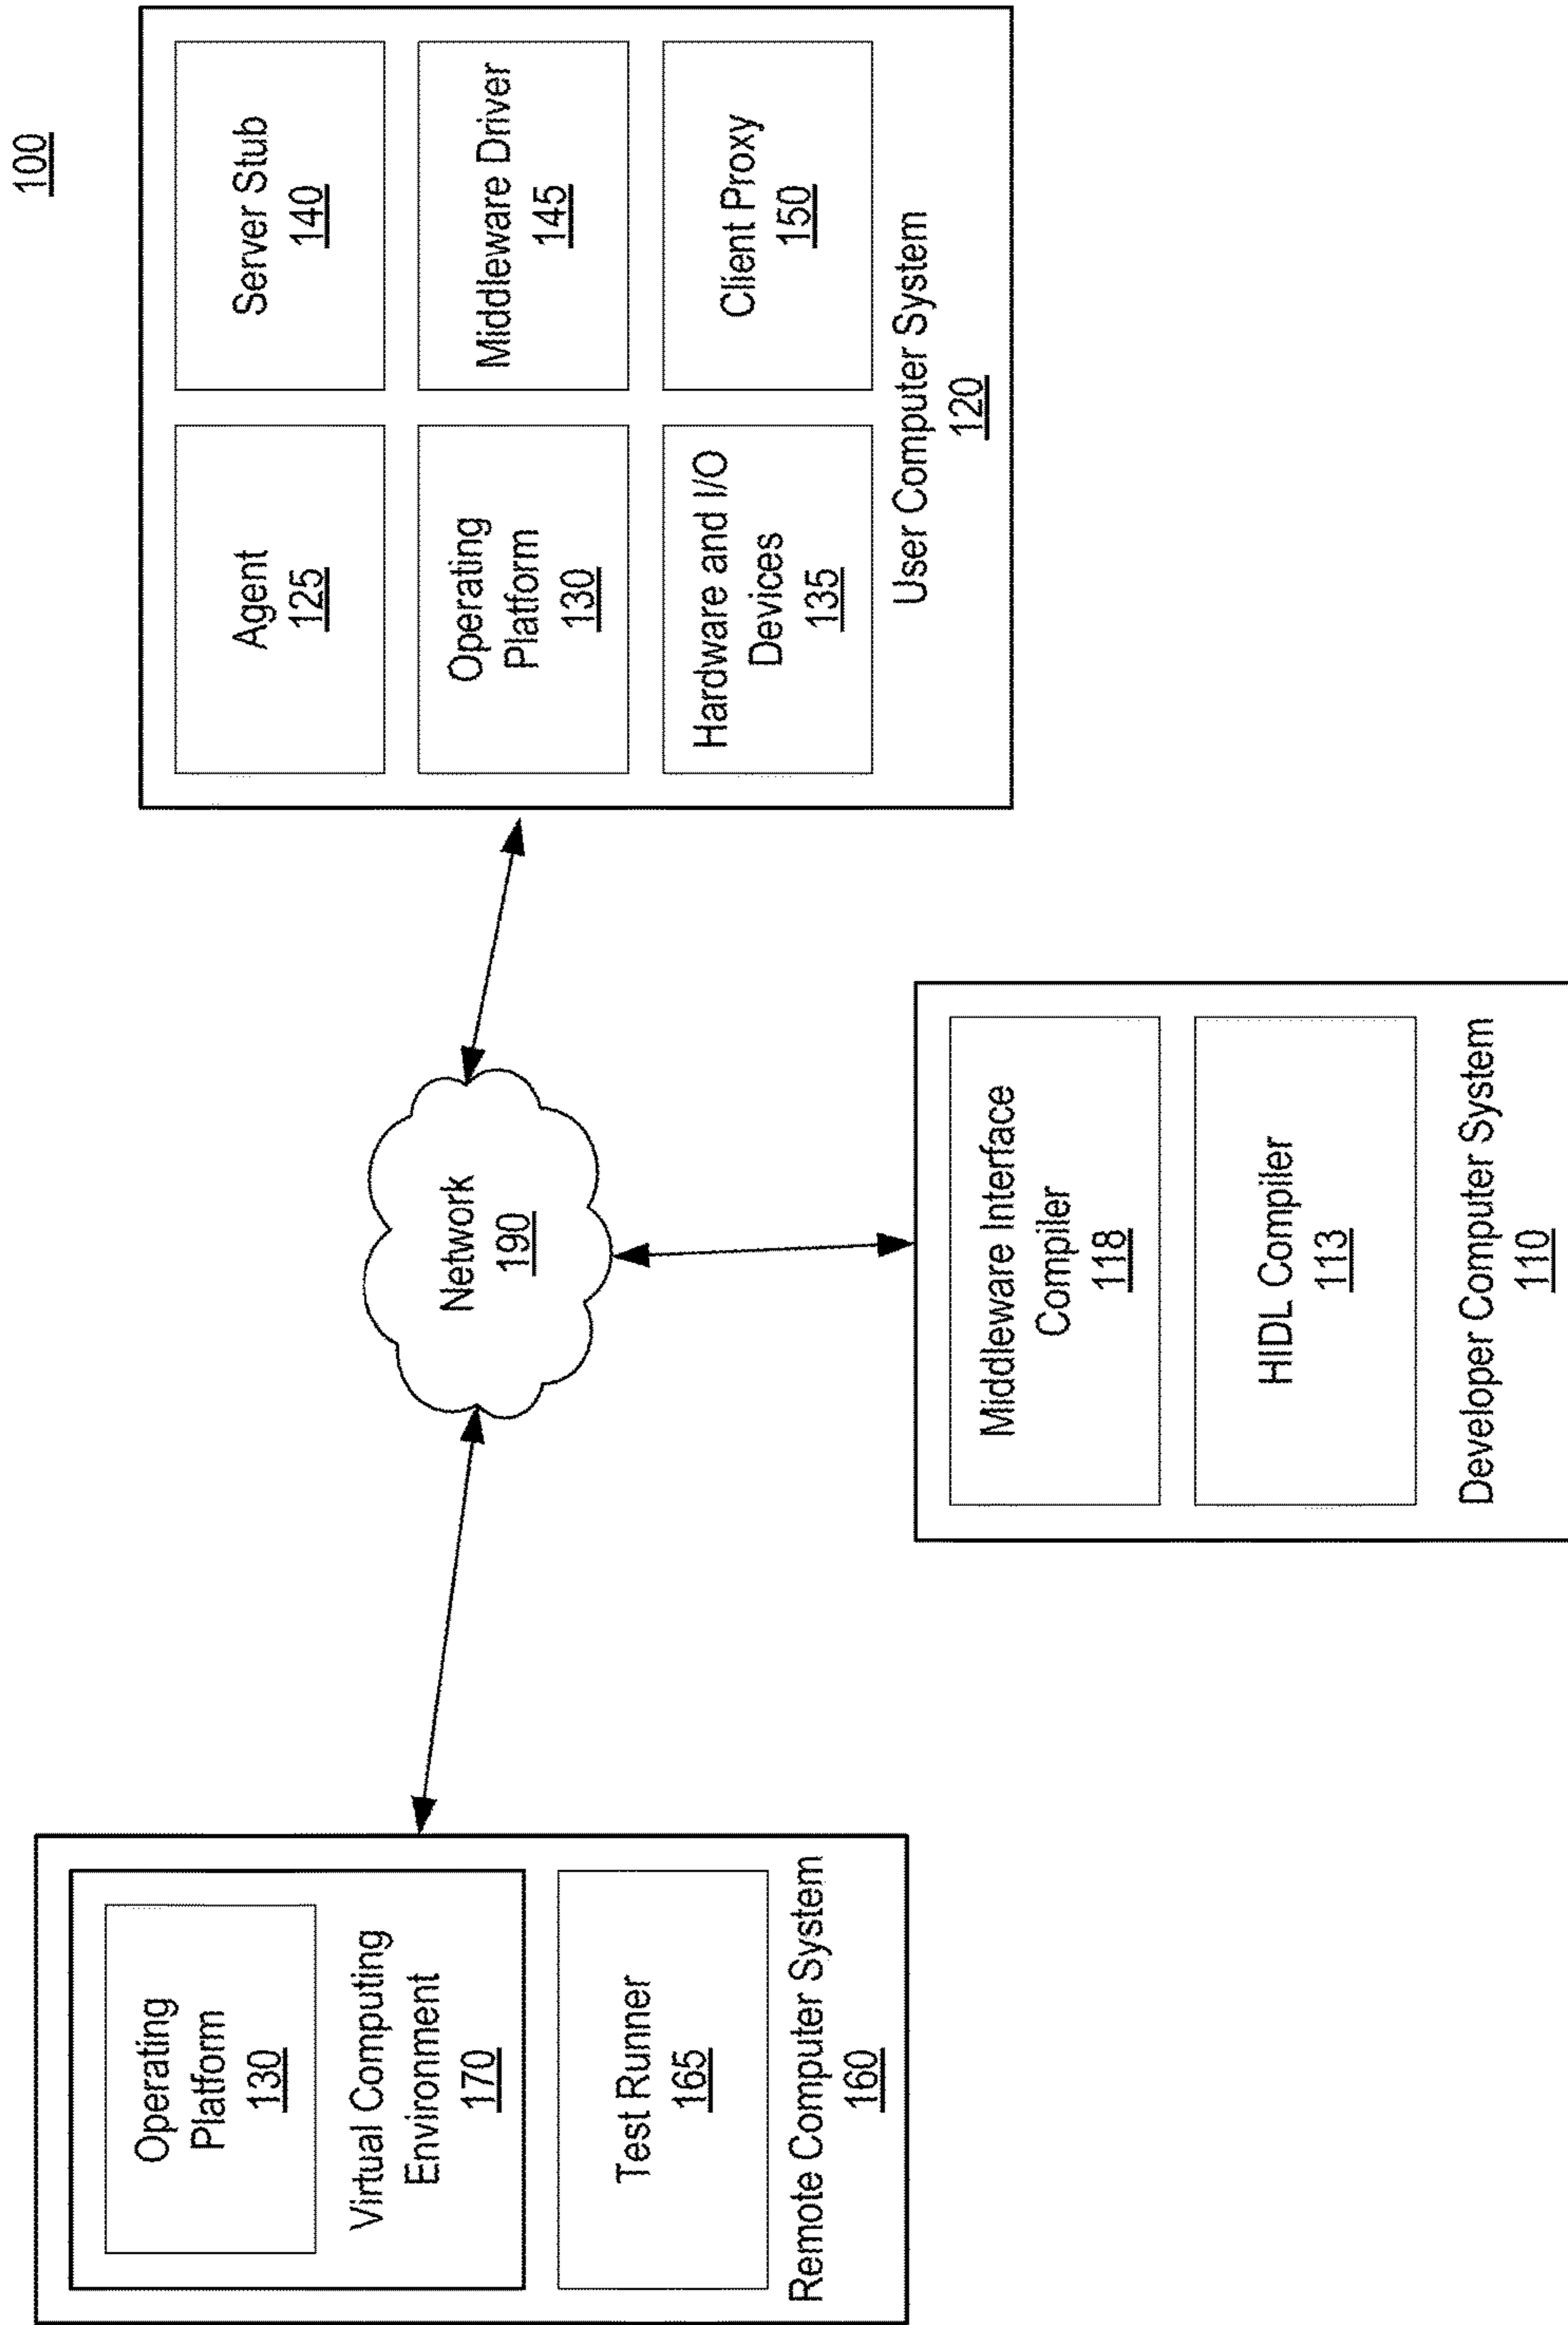 100
Operating
Platform
130
Virtual Computing
Environment
170
Test Runner
165
Remote Computer System
160
Network
190
Middleware Interface
Compiler
118
HIDL Compiler
113
Developer Computer System
110
Agent
125
Server Stub
140
Operating
Platform
130
Middleware Driver
145
Hardware and I/O
Devices
135
Client Proxy
150
User Computer System
120